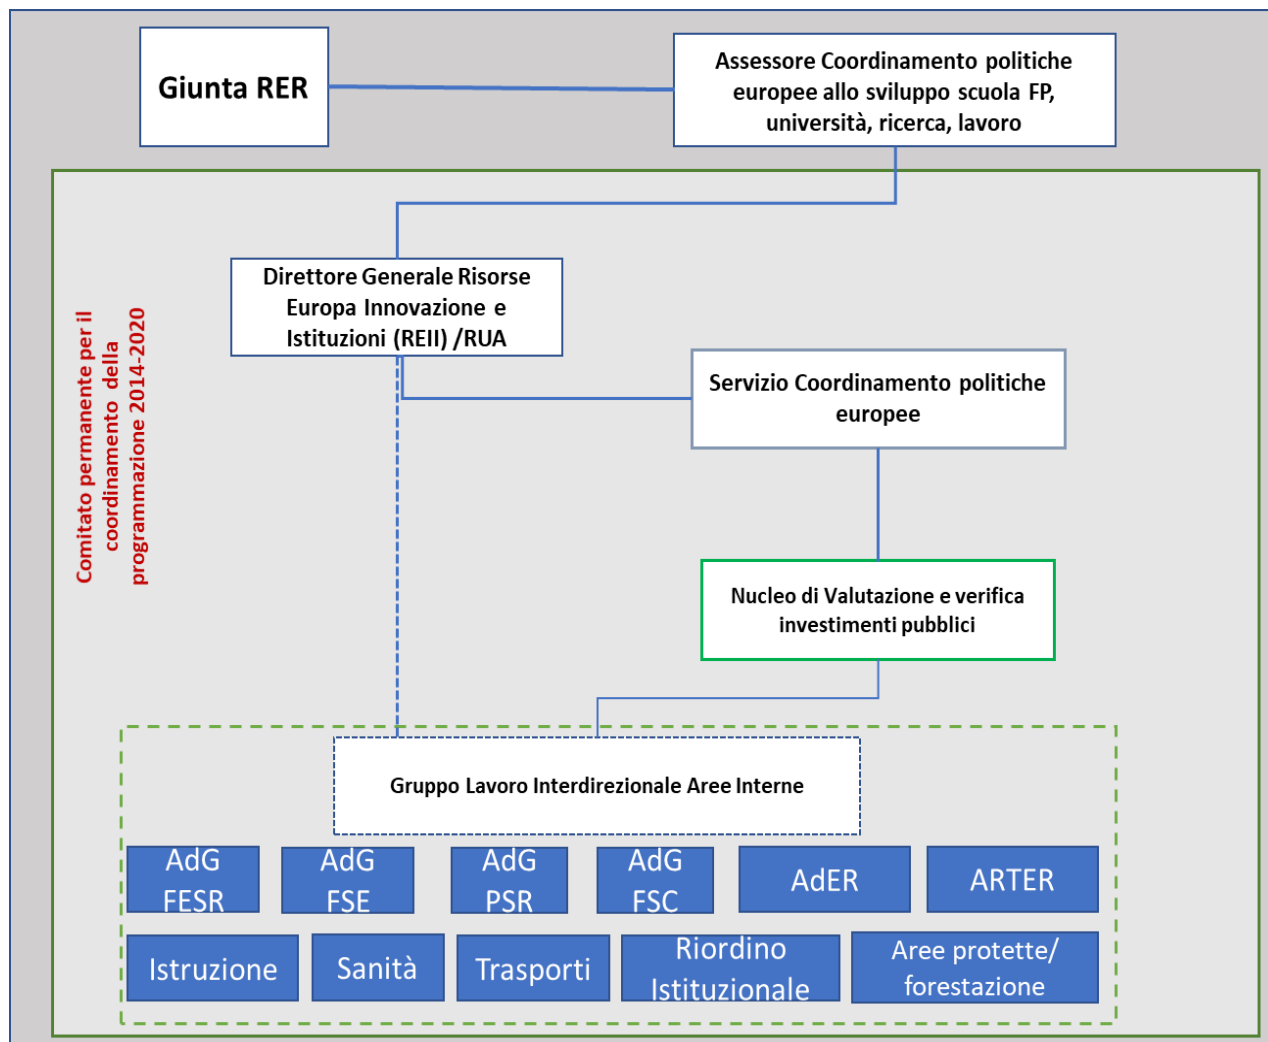 Giunta RER
Assessore Coordinamento politiche
europee allo sviluppo scuola FP,
università, ricerca, lavoro
Direttore Generale Risorse
Europa Innovazione e
Istituzioni (REII) /RUA
Comitato permanente per il
coordinamento della
programmazione 2014-2020
Servizio Coordinamento politiche
europee
Nucleo di Valutazione e verifica
investimenti pubblici
Gruppo Lavoro Interdirezionale Aree Interne
AdG
FESR
AdG
FSE
AdG
PSR
AdG
FSC
AdER
ARTER
Istruzione
Sanità
Trasporti
Riordino
Istituzionale
Aree protette/
forestazione